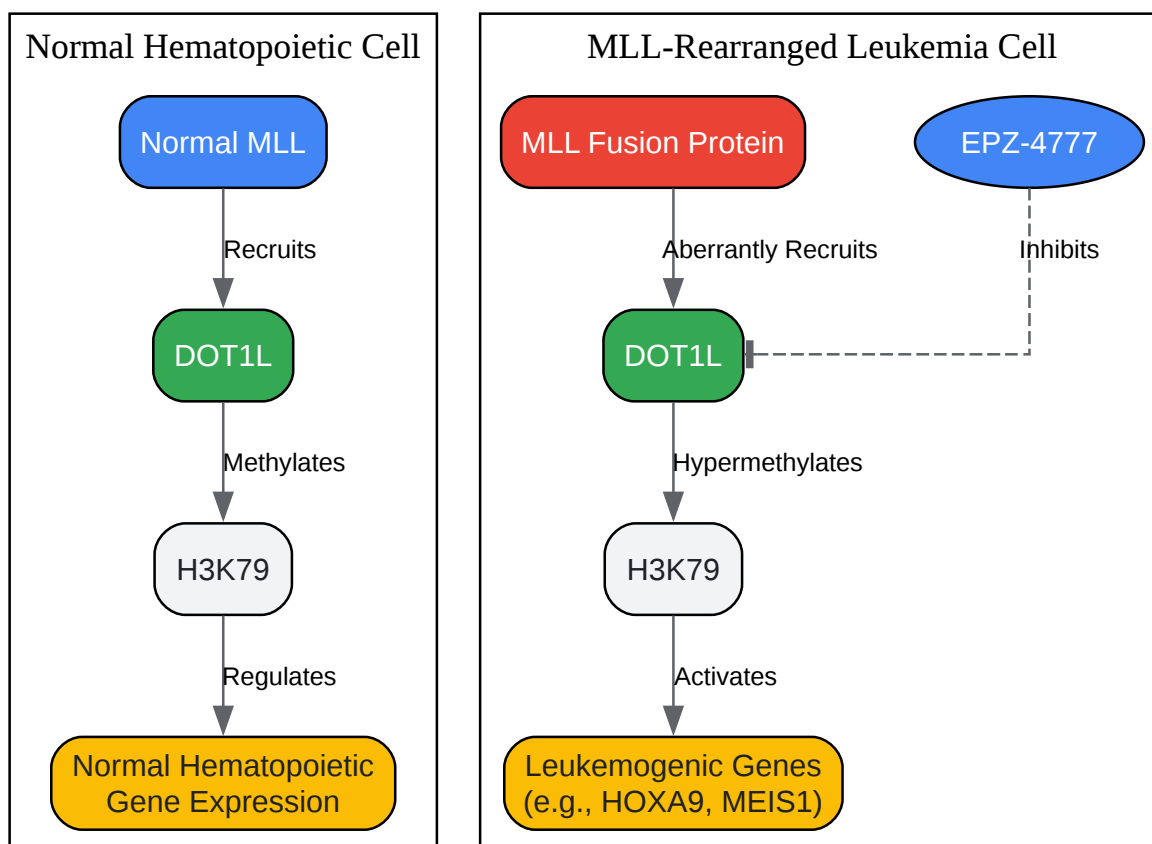 Normal Hematopoietic Cell
Normal MLL
Recruits
DOT1L
Methylates
H3K79
Regulates
Normal Hematopoietic
Gene Expression
MLL-Rearranged Leukemia Cell
MLL Fusion Protein
EPZ-4777
Aberrantly Recruits
Inhibits
DOT1L
Hypermethylates
H3K79
Activates
Leukemogenic Genes
(e.g., HOXA9, MEIS1)